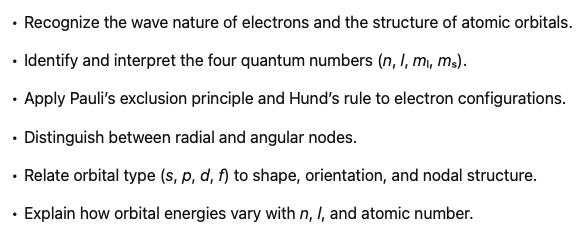 • Recognize the wave nature of electrons and the structure of atomic orbitals.
• Identify and interpret the four quantum numbers (n, l, mₗ, mₛ).
• Apply Pauli’s exclusion principle and Hund’s rule to electron configurations.
• Distinguish between radial and angular nodes.
• Relate orbital type (s, p, d, f) to shape, orientation, and nodal structure.
• Explain how orbital energies vary with n, l, and atomic number.